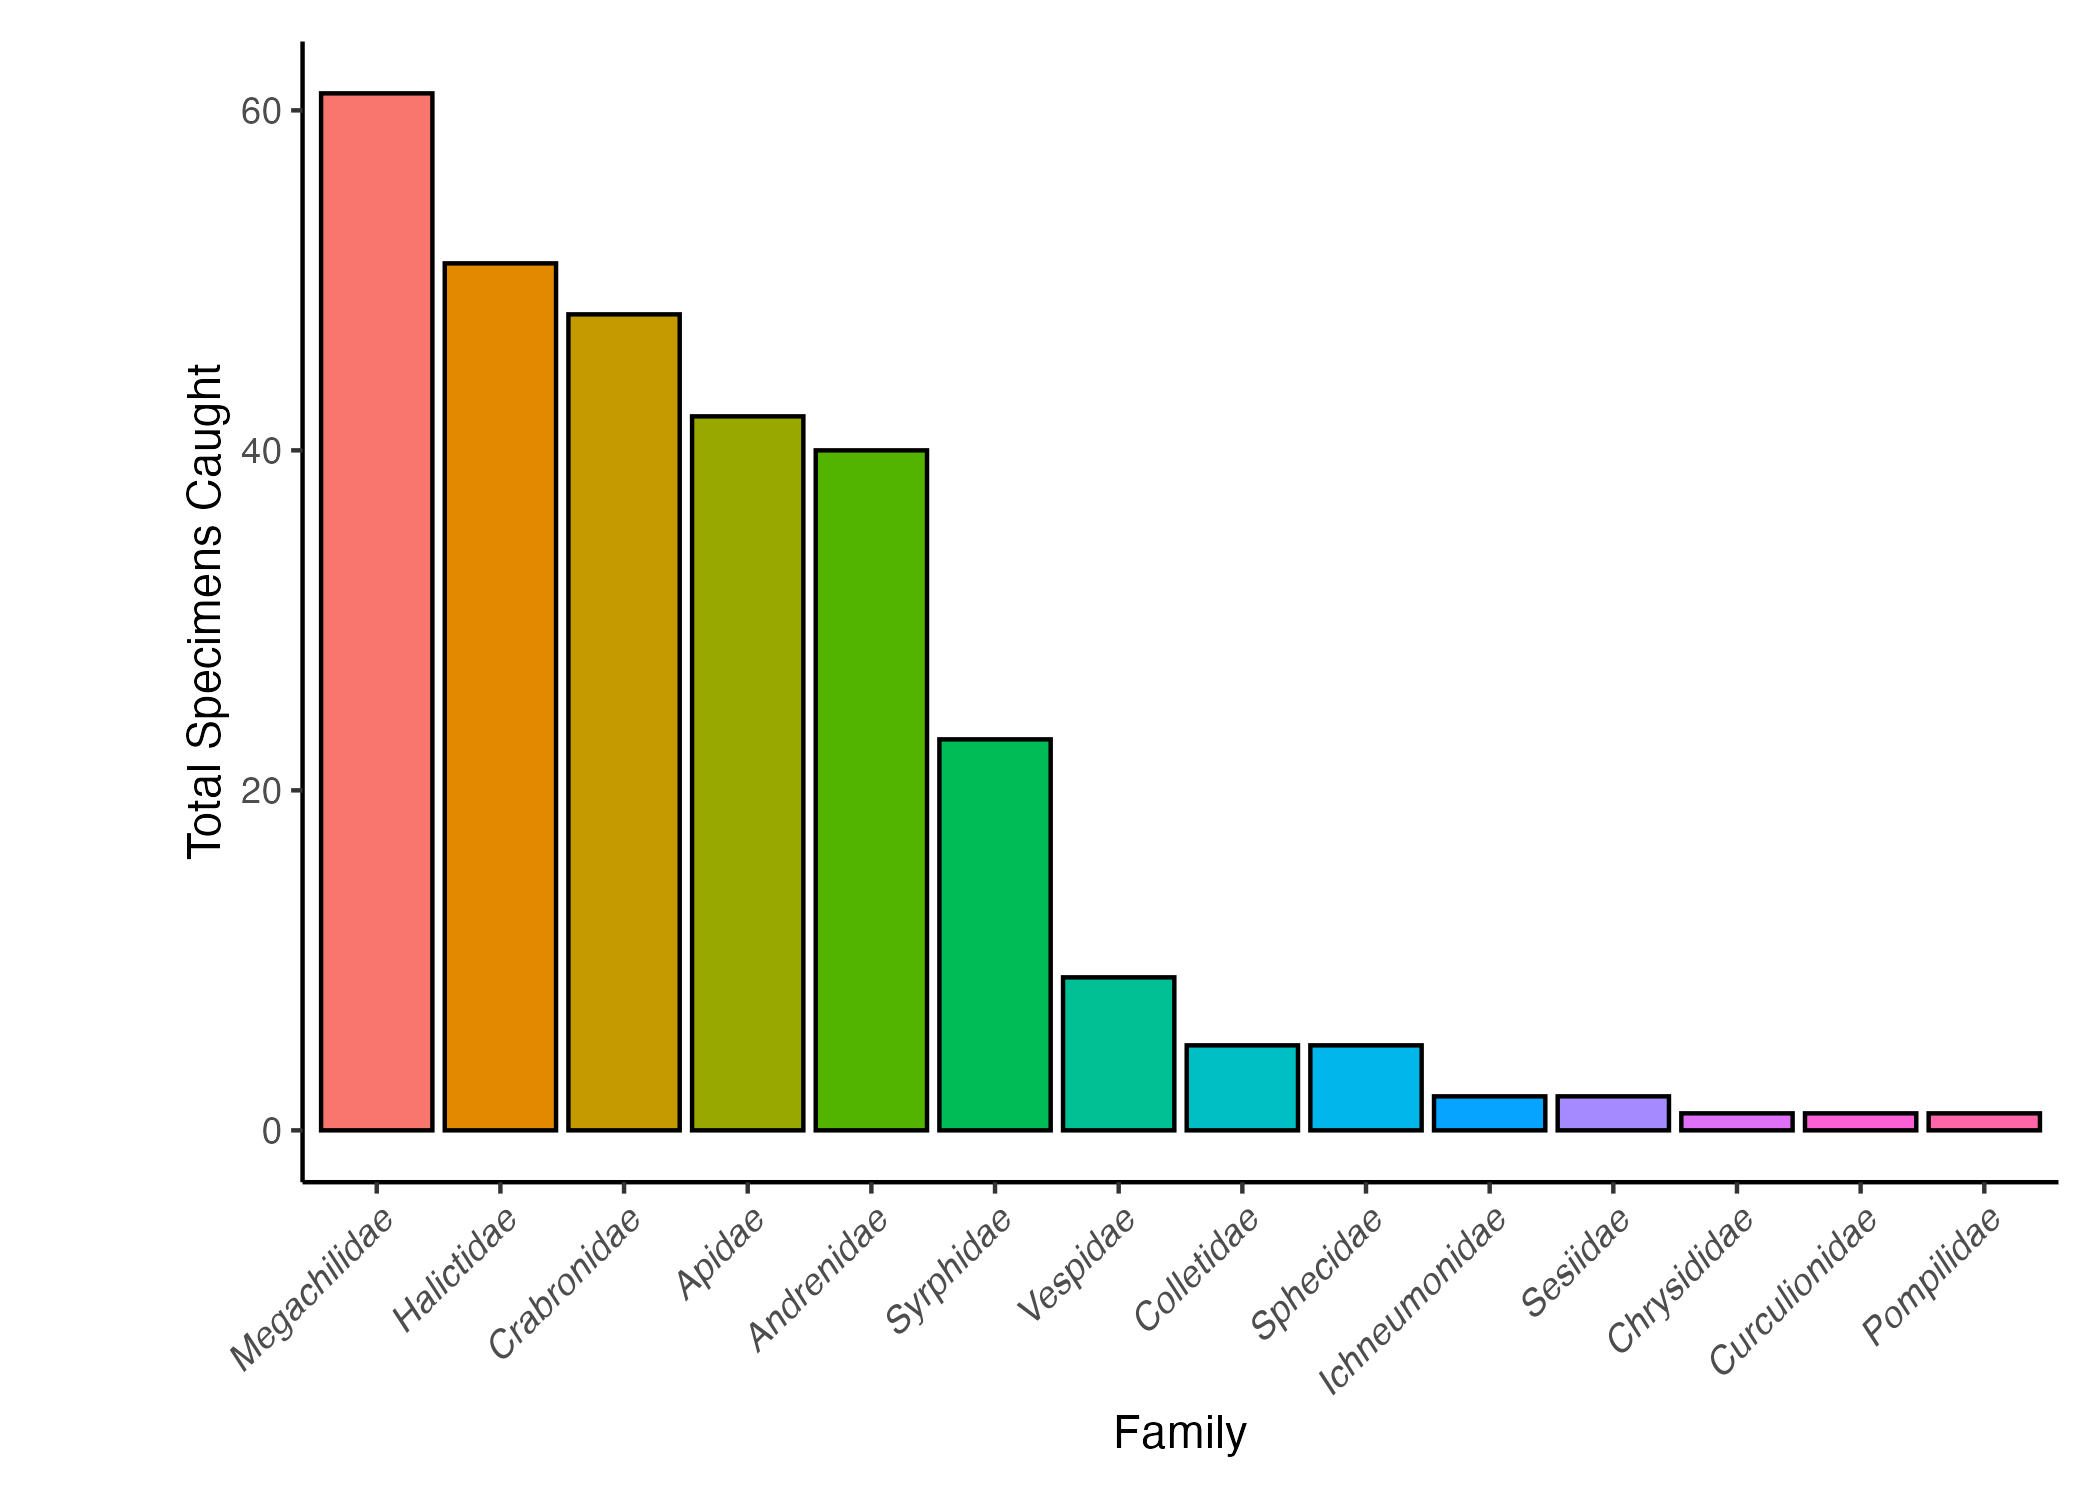 Total Specimens Caught
60
40
20
0
Megachilidae
Halictidae
Crabronidae
Apidae
Andrenidae
Syrphidae
Vespidae
Colletidae
Sphecidae
Ichneumonidae
Sesiidae
Chrysididae
Curculionidae
Pompilidae
Family